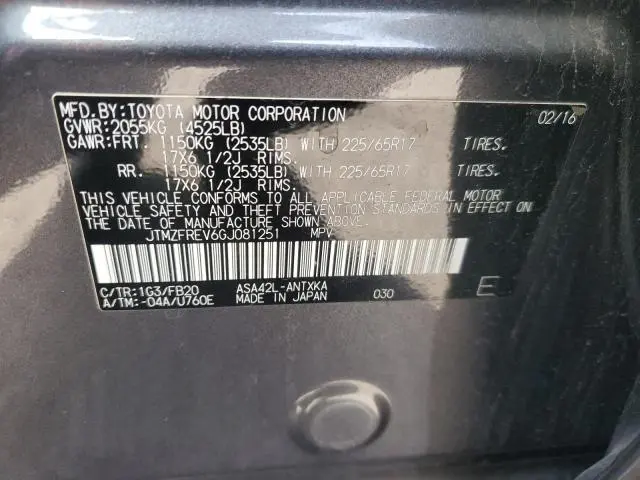 MFD.BY:TOYOTA MOTOR CORPORATION 02/16
GVWR:2055KG (4525LB)
GAWR:FRT. 1150KG (2535LB) WITH 225/65R17 TIRES.
17X6 1/2J RIMS.
RR. 1150KG (2535LB) WITH 225/65R17 TIRES.
17X6 1/2J RIMS.
THIS VEHICLE CONFORMS TO ALL APPLICABLE FEDERAL MOTOR
VEHICLE SAFETY AND THEFT PREVENTION STANDARDS IN EFFECT ON
THE DATE OF MANUFACTURE SHOWN ABOVE.
JTMZFREV6GJ081251 MPV
C/TR:1G3/FB20 ASA42L-ANTXKA
A/TM:-04A/U760E MADE IN JAPAN 030 E